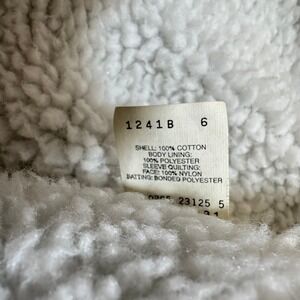 1241B 6
SHELL: 100% COTTON
BODY LINING:
100% POLYESTER
SLEEVE QUILTING:
FACE: 100% NYLON
BATTING: BONDED POLYESTER
23125 5